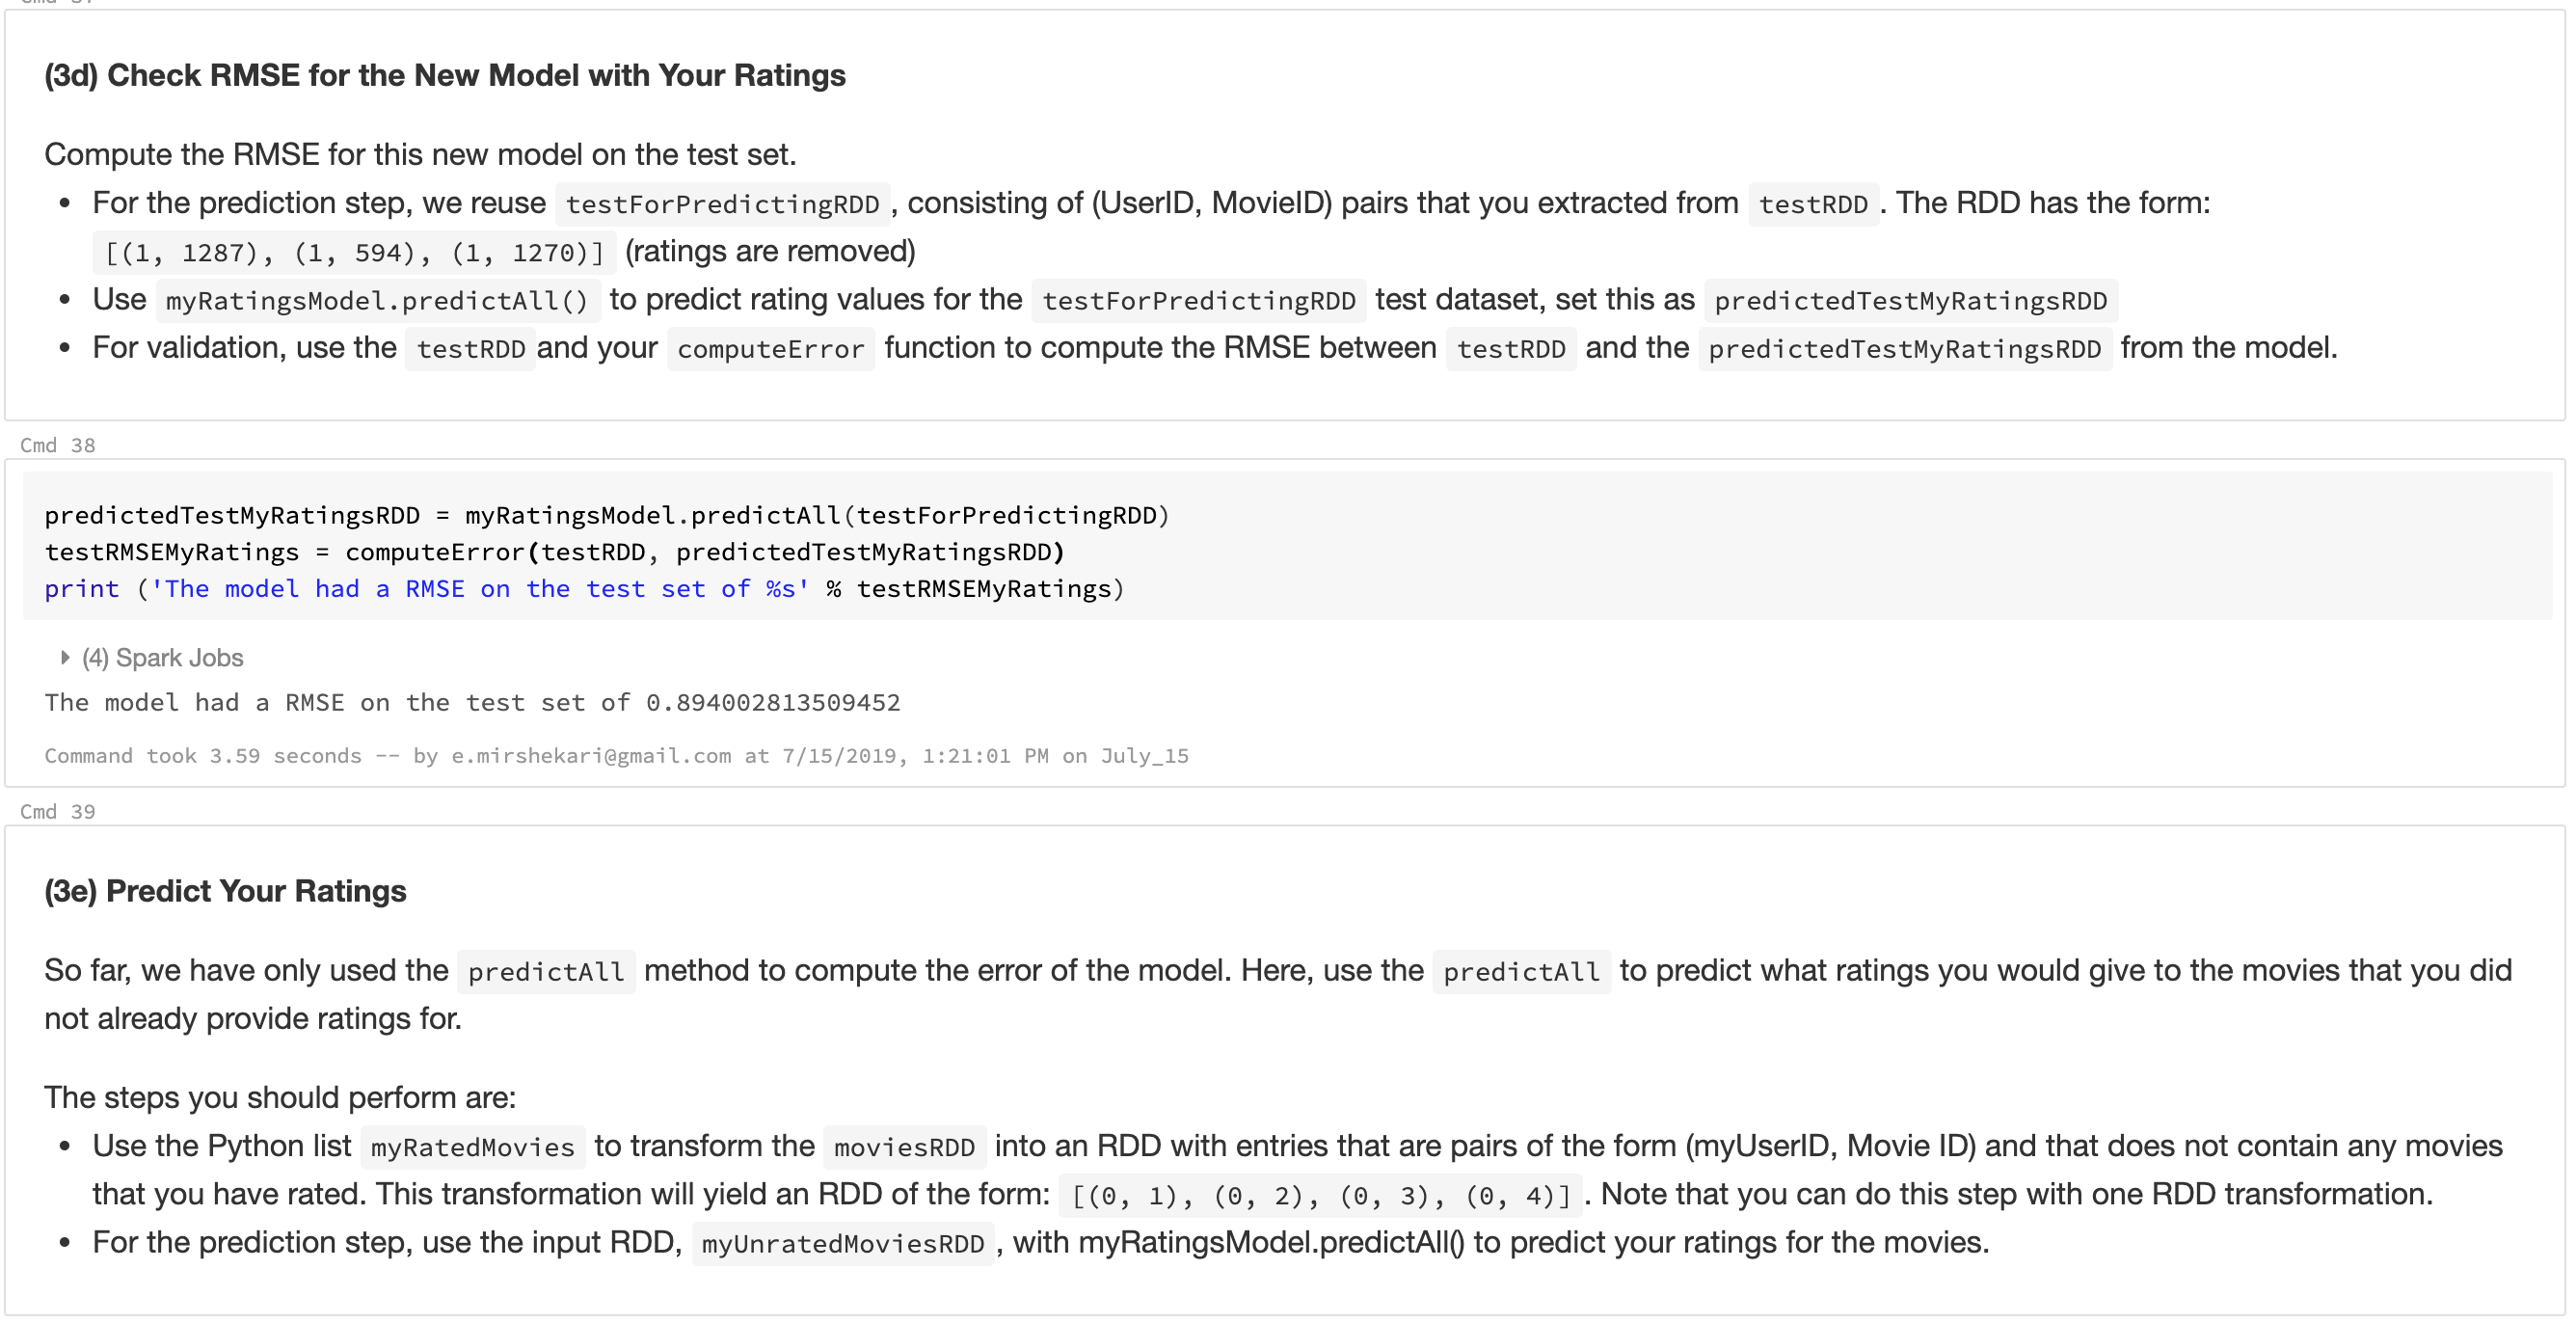 (3d) Check RMSE for the New Model with Your Ratings
Compute the RMSE for this new model on the test set.
• For the prediction step, we reuse testForPredictingRDD , consisting of (UserID, MovieID) pairs that you extracted from testRDD . The RDD has the form:
[(1, 1287), (1, 594), (1, 1270)] (ratings are removed)
• Use myRatingsModel.predictAll() to predict rating values for the testForPredictingRDD test dataset, set this as predictedTestMyRatingsRDD
• For validation, use the testRDD and your computeError function to compute the RMSE between testRDD and the predictedTestMyRatingsRDD from the model.
Cmd 38
predictedTestMyRatingsRDD = myRatingsModel.predictAll(testForPredictingRDD)
testRMSEMyRatings = computeError(testRDD, predictedTestMyRatingsRDD)
print ('The model had a RMSE on the test set of %s' % testRMSEMyRatings)
(4) Spark Jobs
The model had a RMSE on the test set of 0.894002813509452
Command took 3.59 seconds -- by e.mirshekari@gmail.com at 7/15/2019, 1:21:01 PM on July_15
Cmd 39
(3e) Predict Your Ratings
So far, we have only used the predictAll method to compute the error of the model. Here, use the predictAll to predict what ratings you would give to the movies that you did
not already provide ratings for.
The steps you should perform are:
• Use the Python list myRatedMovies to transform the moviesRDD into an RDD with entries that are pairs of the form (myUserID, Movie ID) and that does not contain any movies
that you have rated. This transformation will yield an RDD of the form: [(0, 1), (0, 2), (0, 3), (0, 4)] . Note that you can do this step with one RDD transformation.
• For the prediction step, use the input RDD, myUnratedMoviesRDD , with myRatingsModel.predictAll() to predict your ratings for the movies.